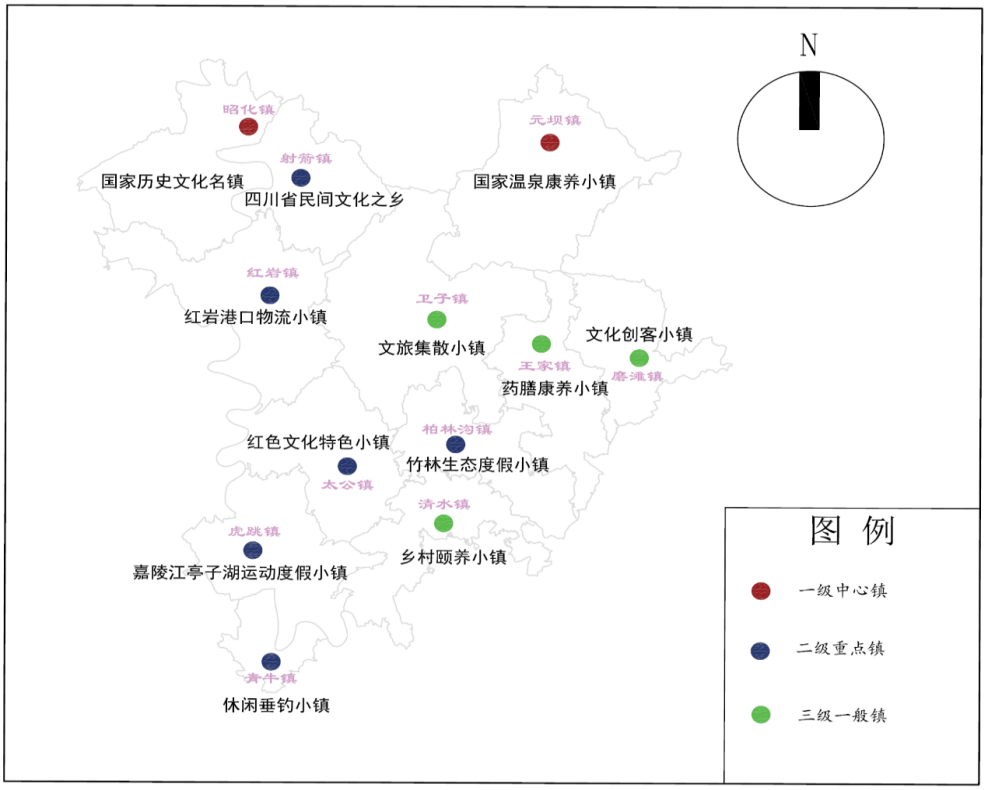 N
昭化镇
国家历史文化名镇
射箭镇
四川省民间文化之乡
元坝镇
国家温泉康养小镇
红岩镇
红岩港口物流小镇
卫子镇
文旅集散小镇
王家镇
药膳康养小镇
文化创客小镇
磨滩镇
红色文化特色小镇
太公镇
柏林沟镇
竹林生态度假小镇
清水镇
乡村颐养小镇
虎跳镇
嘉陵江亭子湖运动度假小镇
青牛镇
休闲垂钓小镇
图例
一级中心镇
二级重点镇
三级一般镇